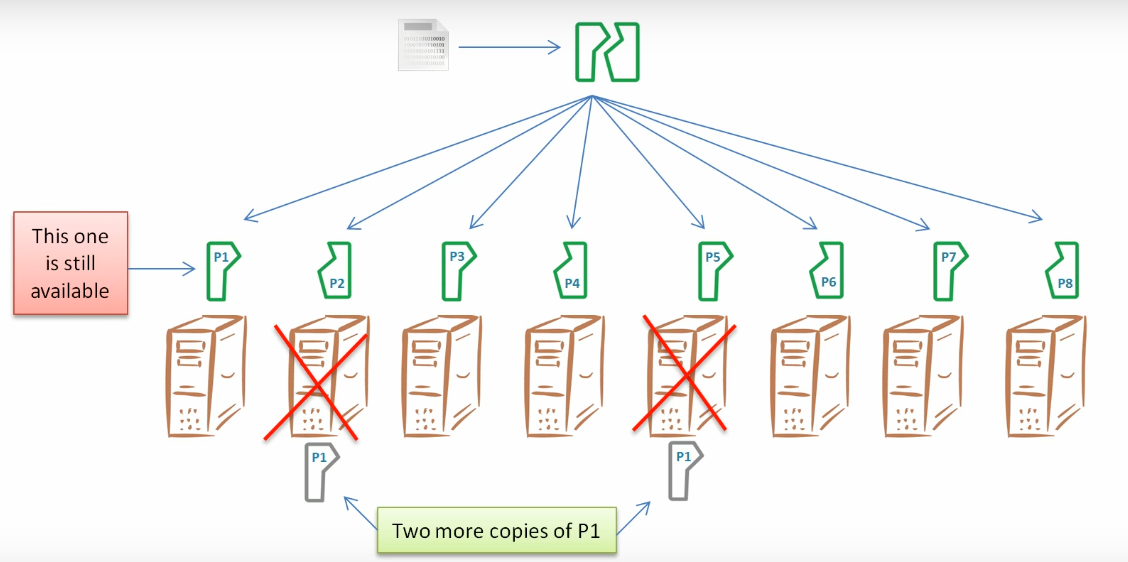 This one
is still
available
P1
P2
P3
P4
P5
P6
P7
P8
P1
P1
Two more copies of P1